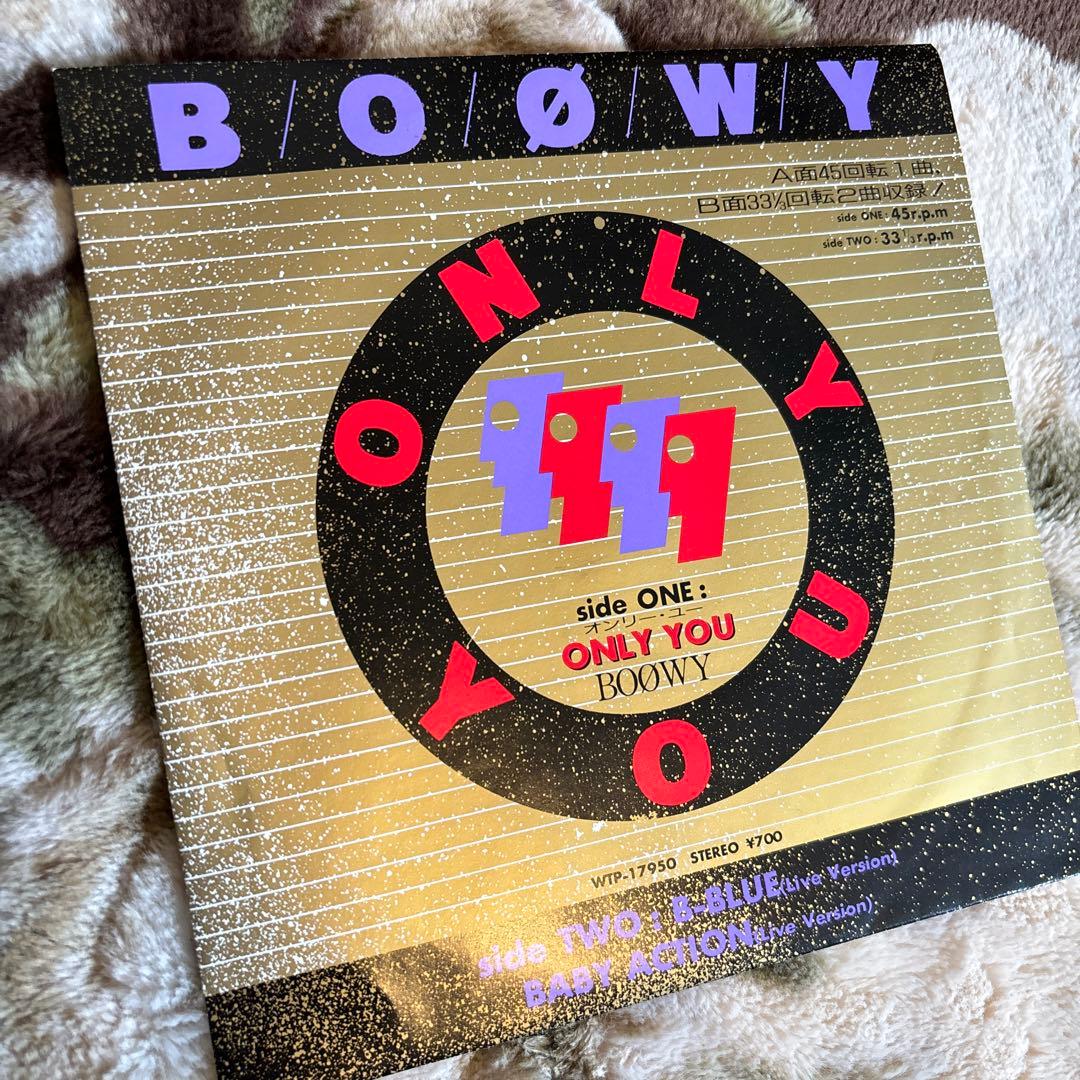 B/O/Ø/W/Y
A面45回転1曲、
B面33⅓回転2曲収録！
side ONE : 45r.p.m
side TWO : 33⅓r.p.m
ONLY YOU
side ONE :
オンリー・ユー
ONLY YOU
BOØWY
WTP-17950 STEREO ¥700
side TWO : B-BLUE(Live Version)
BABY ACTION(Live Version)